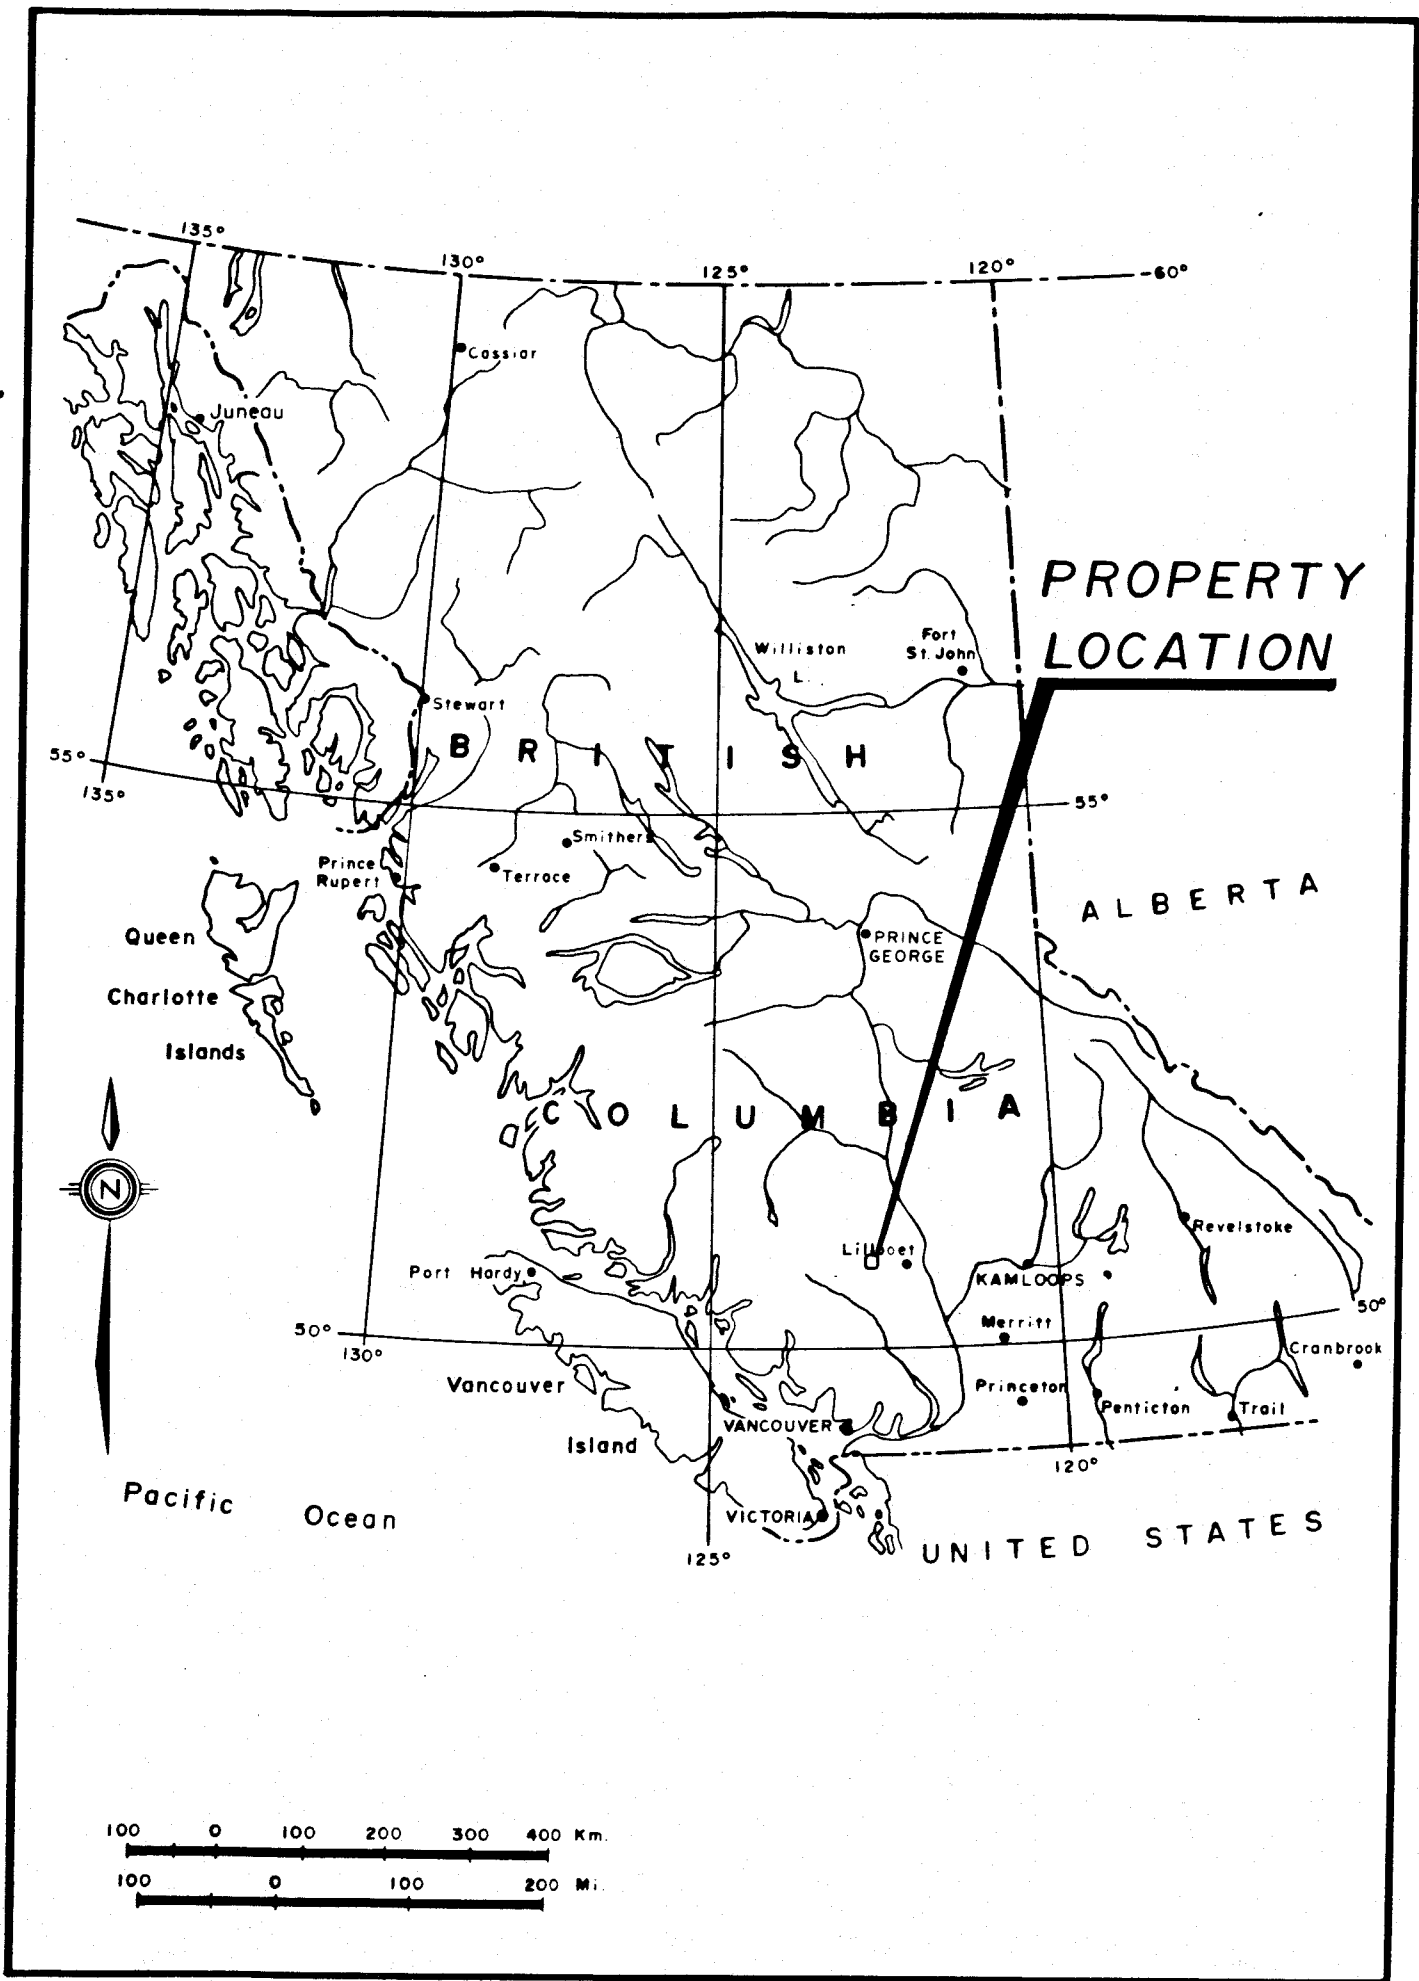 135°
130°
125°
120°
60°
Cassiar
Juneau
PROPERTY
LOCATION
Williston
L.
Fort
St. John
Stewart
BRITISH
55°
135°
55°
Smithers
Terrace
Prince
Rupert
ALBERTA
Queen
Charlotte
Islands
PRINCE
GEORGE
COLUMBIA
N
Lillooet
Revelstoke
Port Hardy
KAMLOOPS
50°
Merritt
50°
130°
Cranbrook
Vancouver
Island
Princeton
Penticton
Trail
VANCOUVER
120°
Pacific Ocean
VICTORIA
UNITED STATES
125°
100 0 100 200 300 400 Km.
100 0 100 200 Mi.